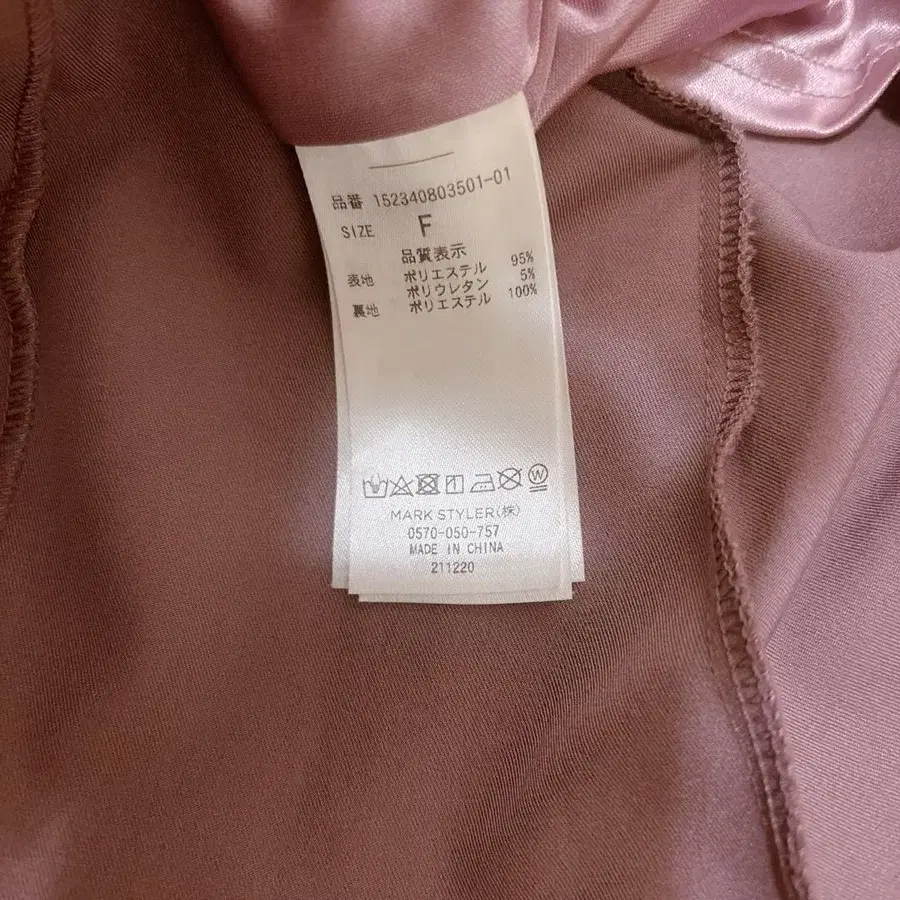 品番 152340803501-01
SIZE F
品質表示
表地 ポリエステル 95%
ポリウレタン 5%
裏地 ポリエステル 100%
W
MARK STYLER(株)
0570-050-757
MADE IN CHINA
211220